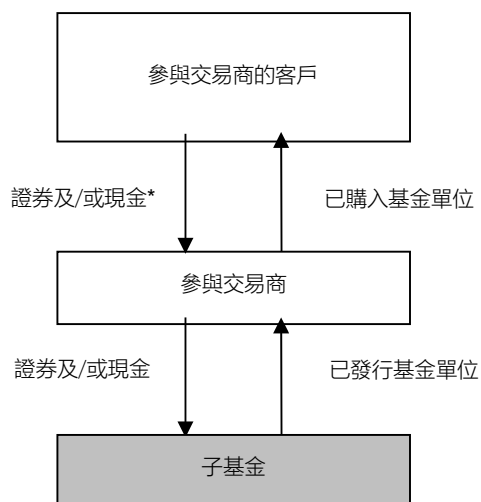 參與交易商的客戶
證券及/或現金*
已購入基金單位
參與交易商
證券及/或現金
已發行基金單位
子基金